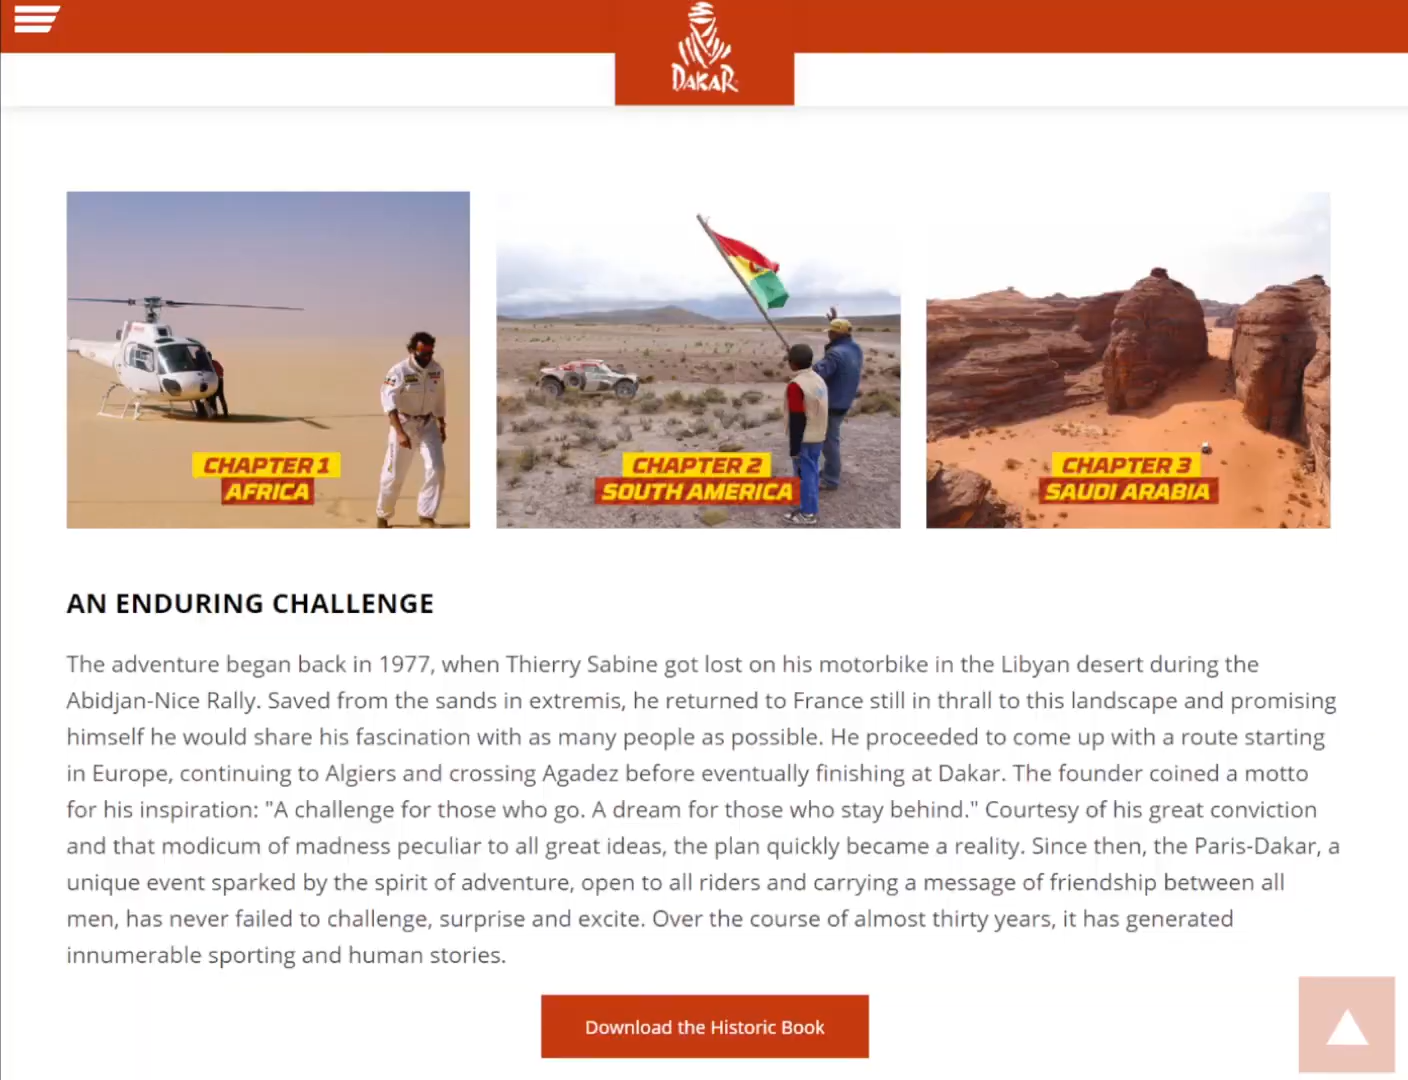 DAKAR
CHAPTER 1
AFRICA
CHAPTER 2
SOUTH AMERICA
CHAPTER 3
SAUDI ARABIA
AN ENDURING CHALLENGE
The adventure began back in 1977, when Thierry Sabine got lost on his motorbike in the Libyan desert during the
Abidjan-Nice Rally. Saved from the sands in extremis, he returned to France still in thrall to this landscape and promising
himself he would share his fascination with as many people as possible. He proceeded to come up with a route starting
in Europe, continuing to Algiers and crossing Agadez before eventually finishing at Dakar. The founder coined a motto
for his inspiration: "A challenge for those who go. A dream for those who stay behind." Courtesy of his great conviction
and that modicum of madness peculiar to all great ideas, the plan quickly became a reality. Since then, the Paris-Dakar, a
unique event sparked by the spirit of adventure, open to all riders and carrying a message of friendship between all
men, has never failed to challenge, surprise and excite. Over the course of almost thirty years, it has generated
innumerable sporting and human stories.
Download the Historic Book